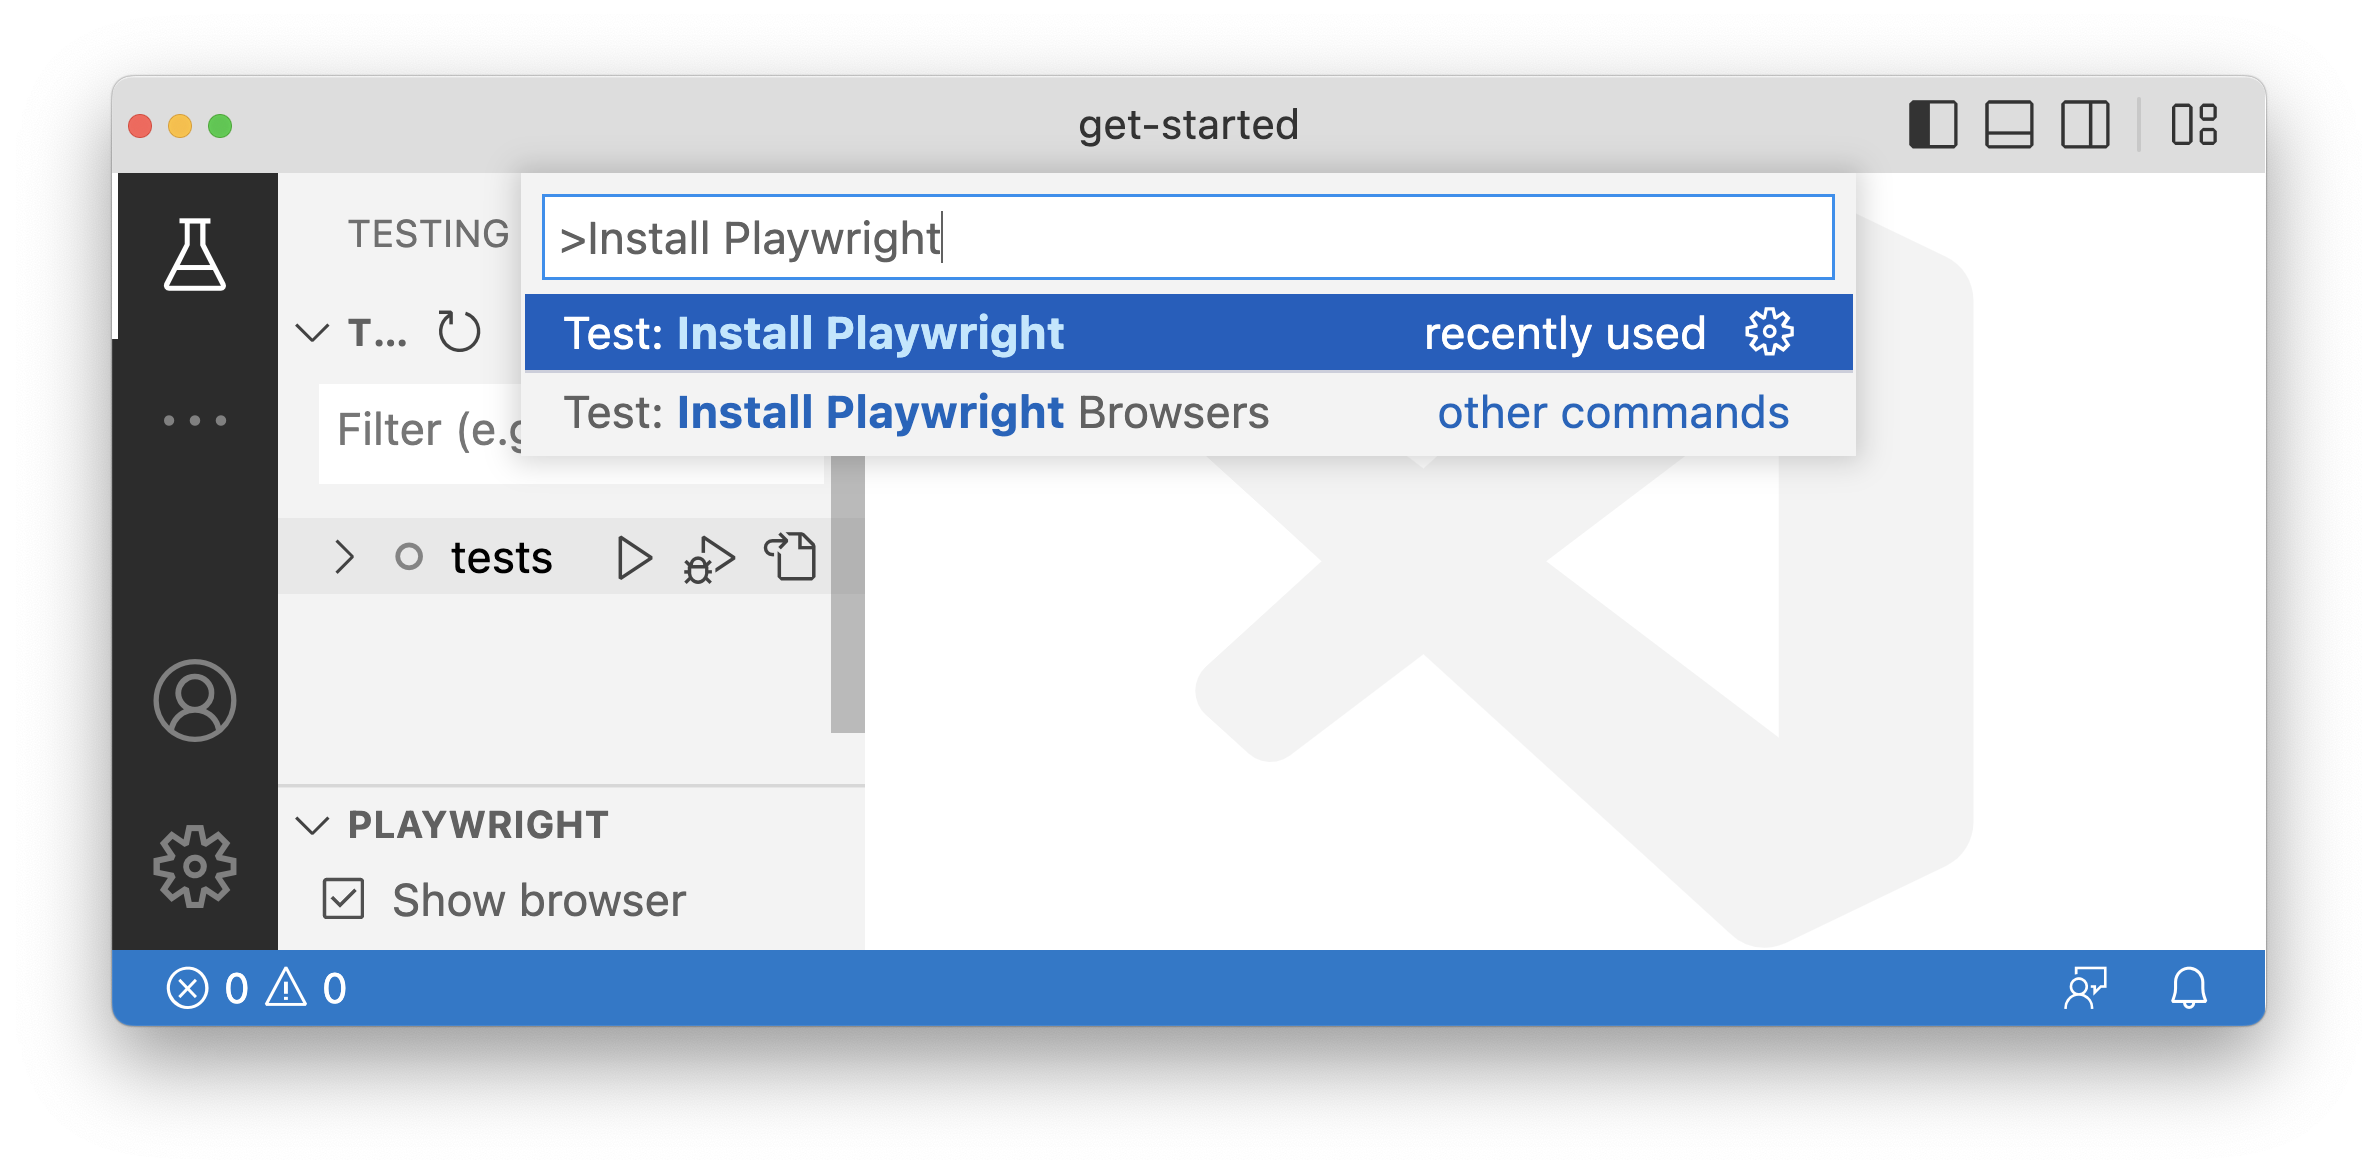 get-started
TESTING
>Install Playwright
T...
Test: Install Playwright recently used
Filter (e.g
Test: Install Playwright Browsers other commands
tests
PLAYWRIGHT
Show browser
0 0